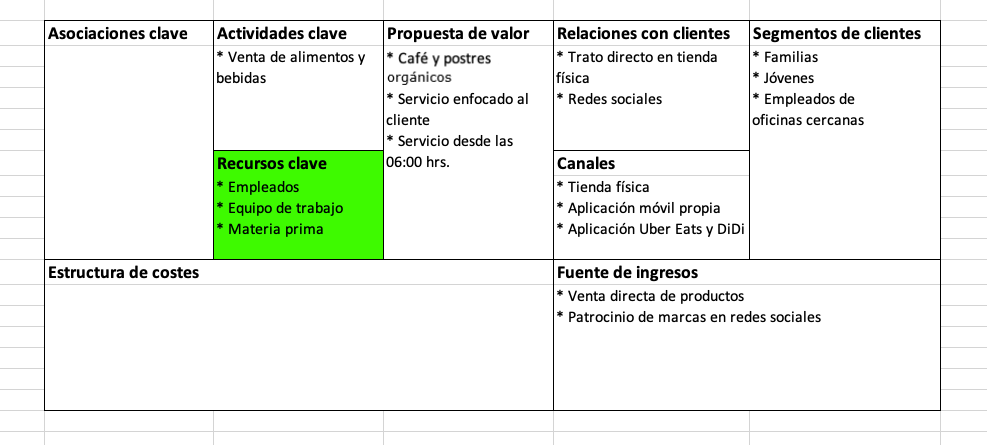 Asociaciones clave
Actividades clave
* Venta de alimentos y
bebidas
Recursos clave
* Empleados
* Equipo de trabajo
* Materia prima
Propuesta de valor
* Café y postres
orgánicos
* Servicio enfocado al
cliente
* Servicio desde las
06:00 hrs.
Relaciones con clientes
* Trato directo en tienda
física
* Redes sociales
Canales
* Tienda física
* Aplicación móvil propia
* Aplicación Uber Eats y DiDi
Segmentos de clientes
* Familias
* Jóvenes
* Empleados de
oficinas cercanas
Estructura de costes
Fuente de ingresos
* Venta directa de productos
* Patrocinio de marcas en redes sociales